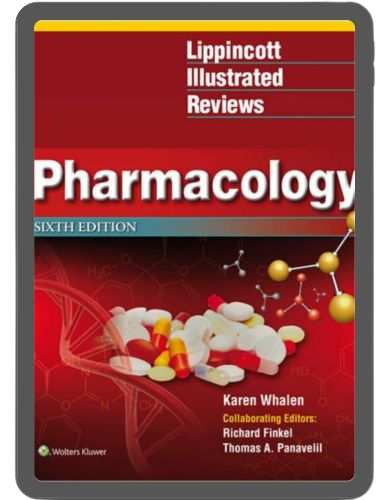 Lippincott
Illustrated
Reviews
Pharmacology
SIXTH EDITION
Karen Whalen
Collaborating Editors:
Richard Finkel
Thomas A. Panavelil
Wolters Kluwer